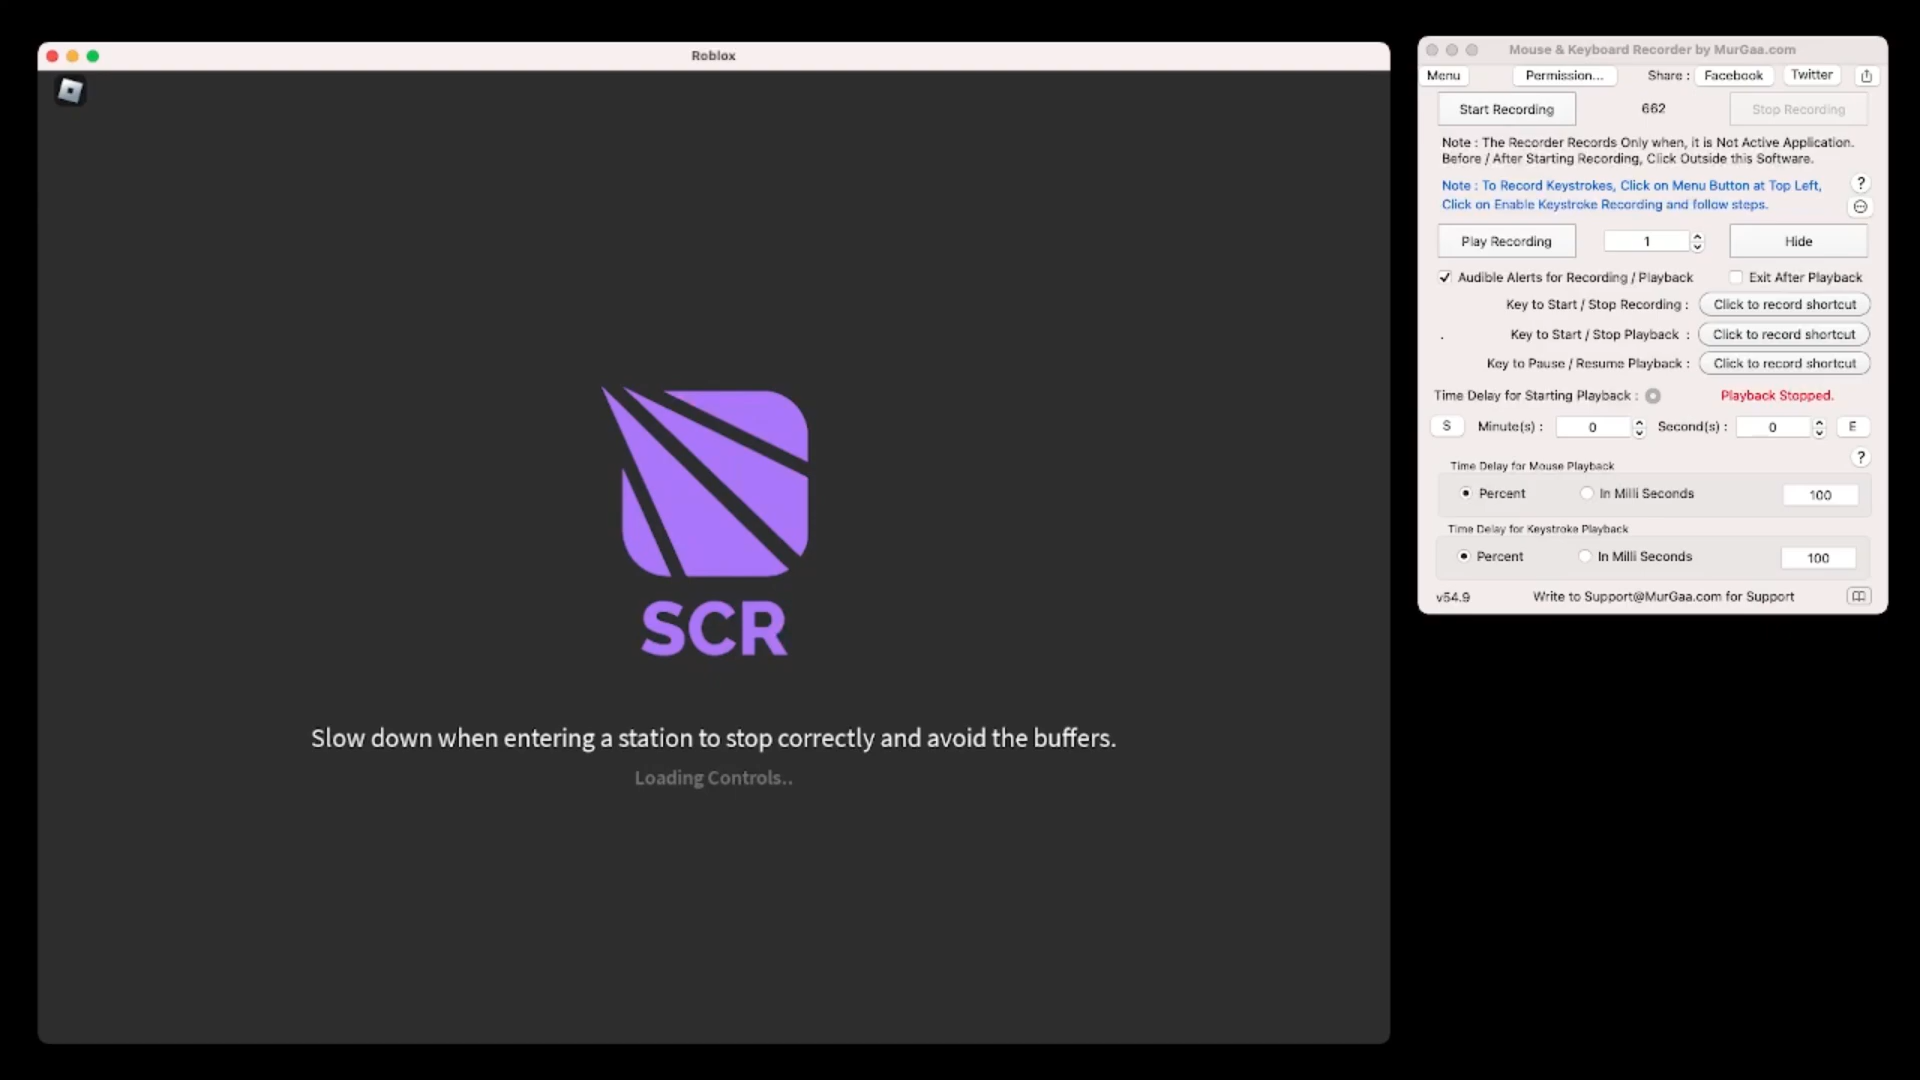 Roblox
SCR
Slow down when entering a station to stop correctly and avoid the buffers.
Loading Controls..
Mouse & Keyboard Recorder by MurGaa.com
Menu Permission... Share : Facebook Twitter
Start Recording 662 Stop Recording
Note : The Recorder Records Only when, it is Not Active Application.
Before / After Starting Recording, Click Outside this Software.
Note : To Record Keystrokes, Click on Menu Button at Top Left, ?
Click on Enable Keystroke Recording and follow steps.
Play Recording 1 Hide
Audible Alerts for Recording / Playback Exit After Playback
Key to Start / Stop Recording : Click to record shortcut
. Key to Start / Stop Playback : Click to record shortcut
Key to Pause / Resume Playback : Click to record shortcut
Time Delay for Starting Playback : Playback Stopped.
S Minute(s) : 0 Second(s) : 0 E
Time Delay for Mouse Playback ?
Percent In Milli Seconds 100
Time Delay for Keystroke Playback
Percent In Milli Seconds 100
v54.9 Write to Support@MurGaa.com for Support